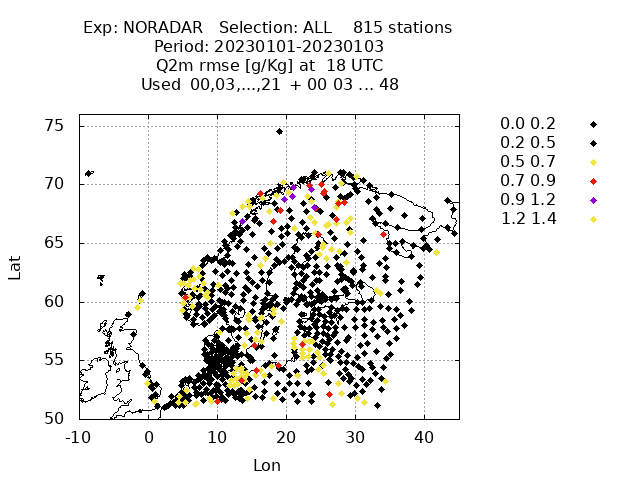 Exp: NORADAR   Selection: ALL    815 stations
Period: 20230101-20230103
Q2m rmse [g/Kg] at  18 UTC
Used  00,03,...,21  + 00 03 ... 48
0.0 0.2
0.2 0.5
0.5 0.7
0.7 0.9
0.9 1.2
1.2 1.4
75
70
65
60
55
50
Lat
-10 0 10 20 30 40
Lon